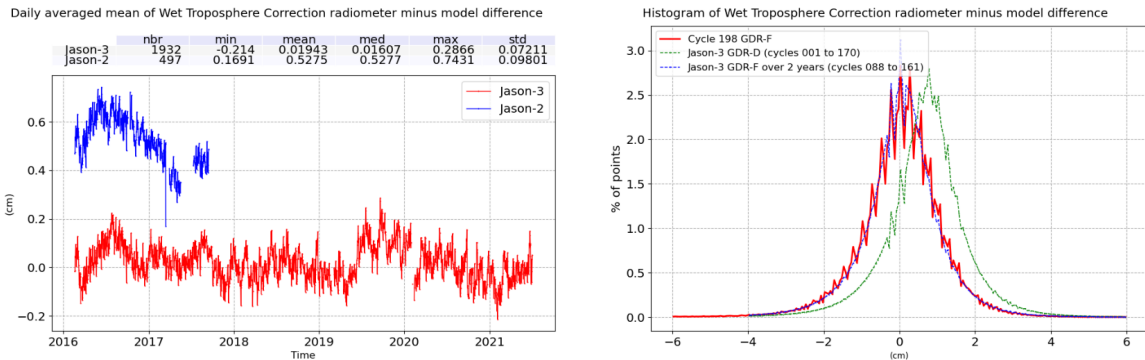 Daily averaged mean of Wet Troposphere Correction radiometer minus model difference
nbr min mean med max std
Jason-3 1932 -0.214 0.01943 0.01607 0.2866 0.07211
Jason-2 497 0.1691 0.5275 0.5277 0.7431 0.09801
Jason-3
Jason-2
0.6
0.4
0.2
0.0
−0.2
(cm)
2016 2017 2018 2019 2020 2021
Time
Histogram of Wet Troposphere Correction radiometer minus model difference
Cycle 198 GDR-F
Jason-3 GDR-D (cycles 001 to 170)
Jason-3 GDR-F over 2 years (cycles 088 to 161)
3.0
2.5
2.0
1.5
1.0
0.5
0.0
% of points
−6 −4 −2 0 2 4 6
(cm)